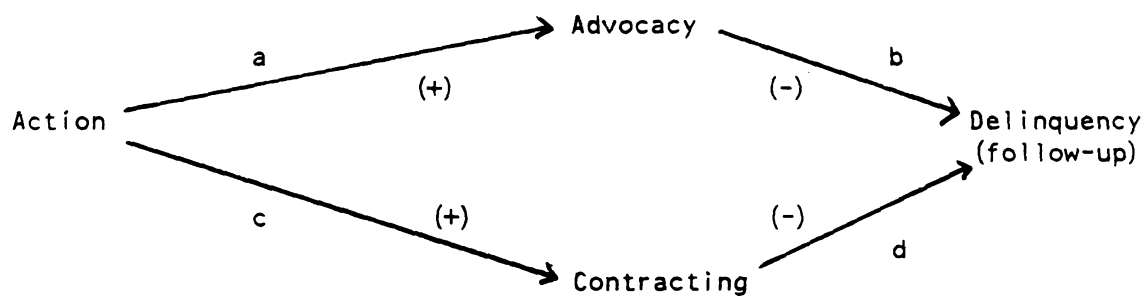 Advocacy
a
b
(+)
(-)
Action
Delinquency
(follow-up)
c
(+)
(-)
d
Contracting